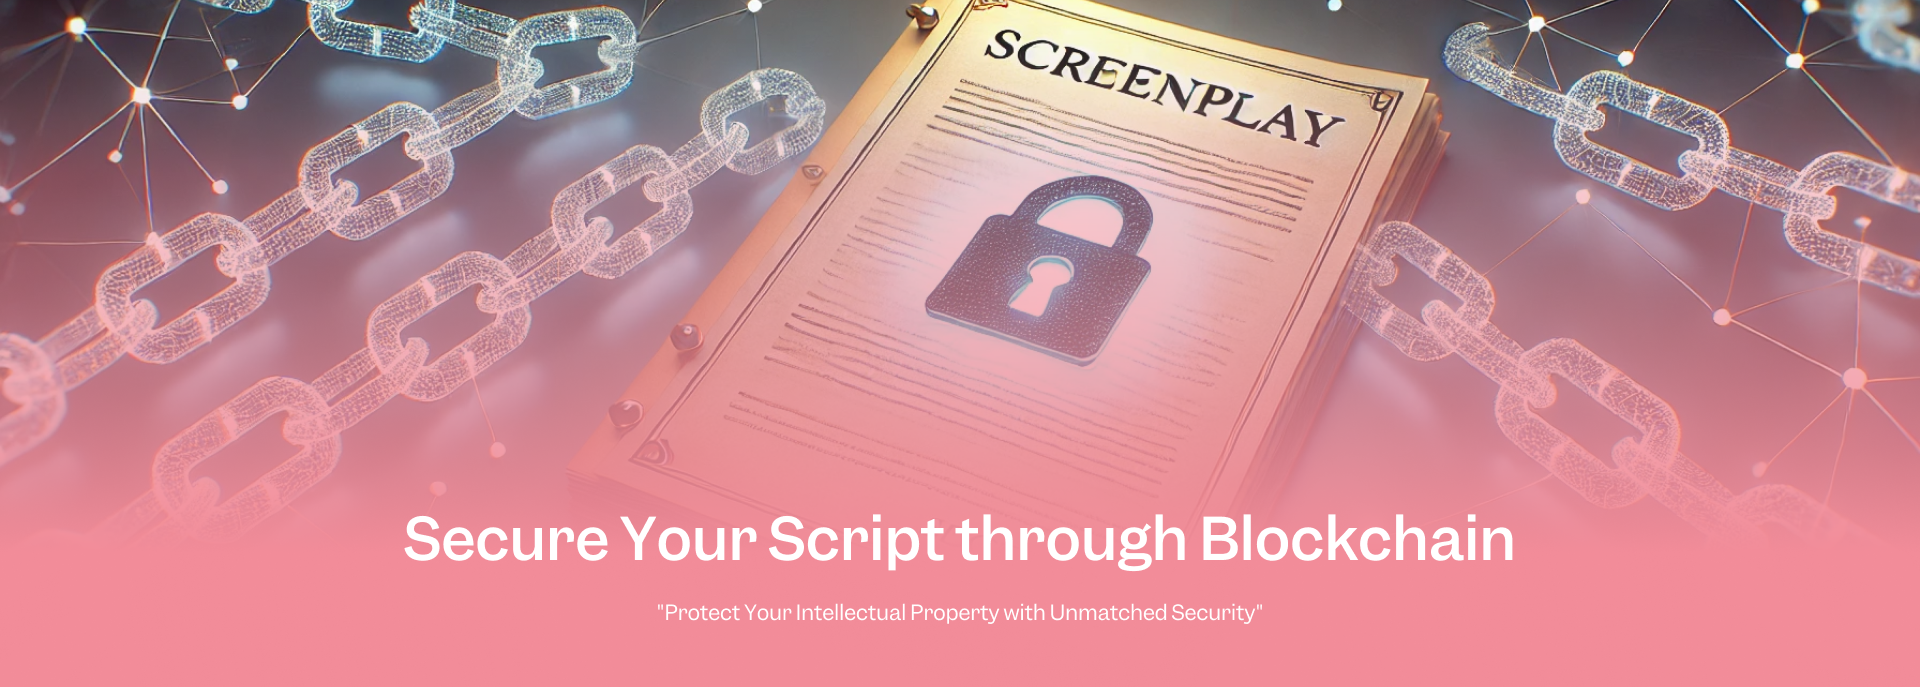 SCREENPLAY
Secure Your Script through Blockchain
"Protect Your Intellectual Property with Unmatched Security"